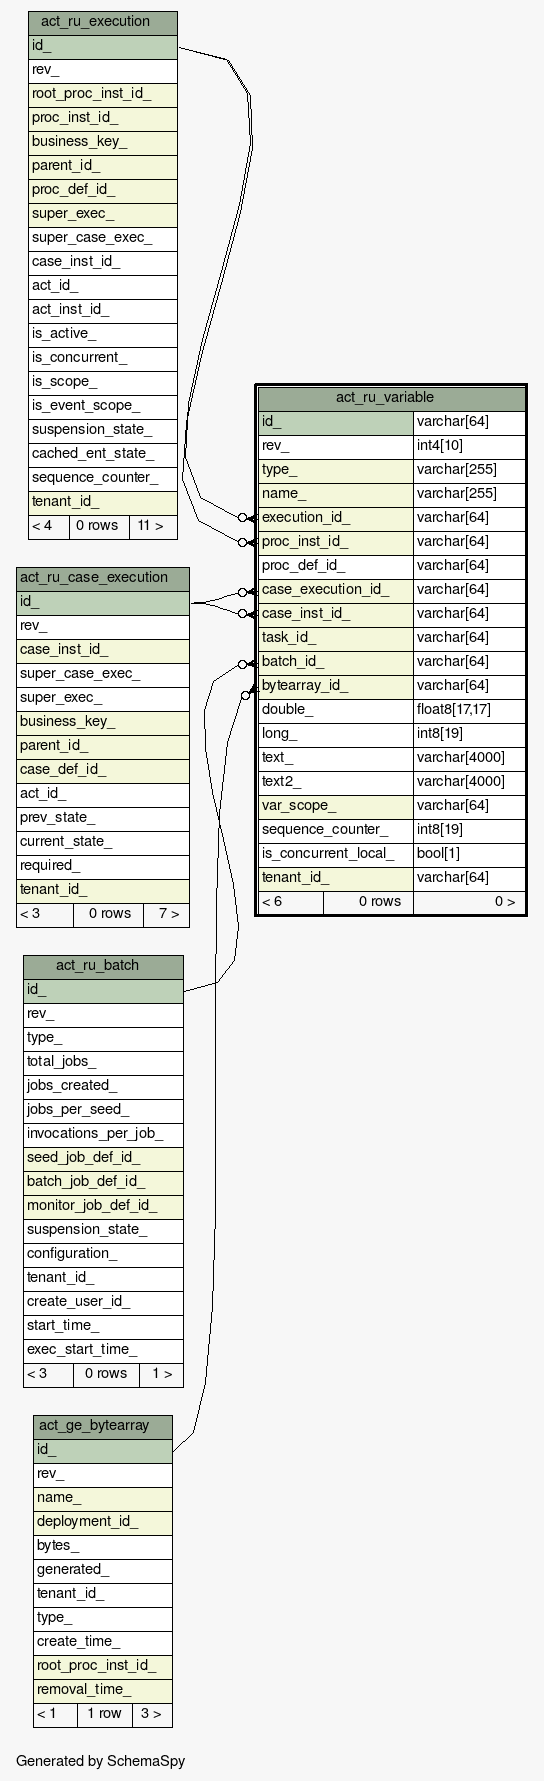 act_ru_execution
id_
rev_
root_proc_inst_id_
proc_inst_id_
business_key_
parent_id_
proc_def_id_
super_exec_
super_case_exec_
case_inst_id_
act_id_
act_inst_id_
is_active_
is_concurrent_
is_scope_
is_event_scope_
suspension_state_
cached_ent_state_
sequence_counter_
tenant_id_
< 4 0 rows 11 >
act_ru_case_execution
id_
rev_
case_inst_id_
super_case_exec_
super_exec_
business_key_
parent_id_
case_def_id_
act_id_
prev_state_
current_state_
required_
tenant_id_
< 3 0 rows 7 >
act_ru_batch
id_
rev_
type_
total_jobs_
jobs_created_
jobs_per_seed_
invocations_per_job_
seed_job_def_id_
batch_job_def_id_
monitor_job_def_id_
suspension_state_
configuration_
tenant_id_
create_user_id_
start_time_
exec_start_time_
< 3 0 rows 1 >
act_ge_bytearray
id_
rev_
name_
deployment_id_
bytes_
generated_
tenant_id_
type_
create_time_
root_proc_inst_id_
removal_time_
< 1 1 row 3 >
act_ru_variable
id_ varchar[64]
rev_ int4[10]
type_ varchar[255]
name_ varchar[255]
execution_id_ varchar[64]
proc_inst_id_ varchar[64]
proc_def_id_ varchar[64]
case_execution_id_ varchar[64]
case_inst_id_ varchar[64]
task_id_ varchar[64]
batch_id_ varchar[64]
bytearray_id_ varchar[64]
double_ float8[17,17]
long_ int8[19]
text_ varchar[4000]
text2_ varchar[4000]
var_scope_ varchar[64]
sequence_counter_ int8[19]
is_concurrent_local_ bool[1]
tenant_id_ varchar[64]
< 6 0 rows 0 >
Generated by SchemaSpy